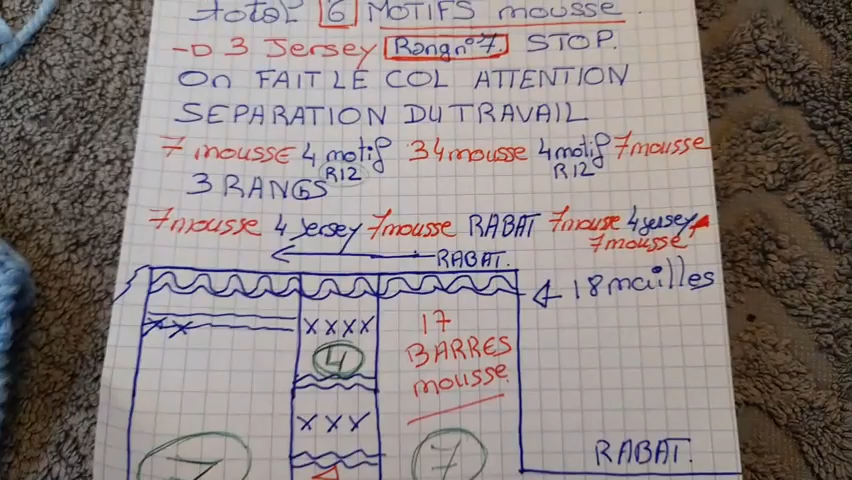 total 6 MOTIFS mousse.
-D 3 Jersey Rang n°7. STOP.
On FAIT LE COL ATTENTION
SEPARATION DU TRAVAIL
7 mousse 4 motif 34 mousse 4 motif 7 mousse
R12 R12
3 RANGS
7 mousse 4 jersey 7 mousse RABAT 7 mousse 4 jersey
7 mousse
RABAT.
18 mailles
XX XXXX 17
4 BARRES
mousse
XXX
7 7 RABAT.